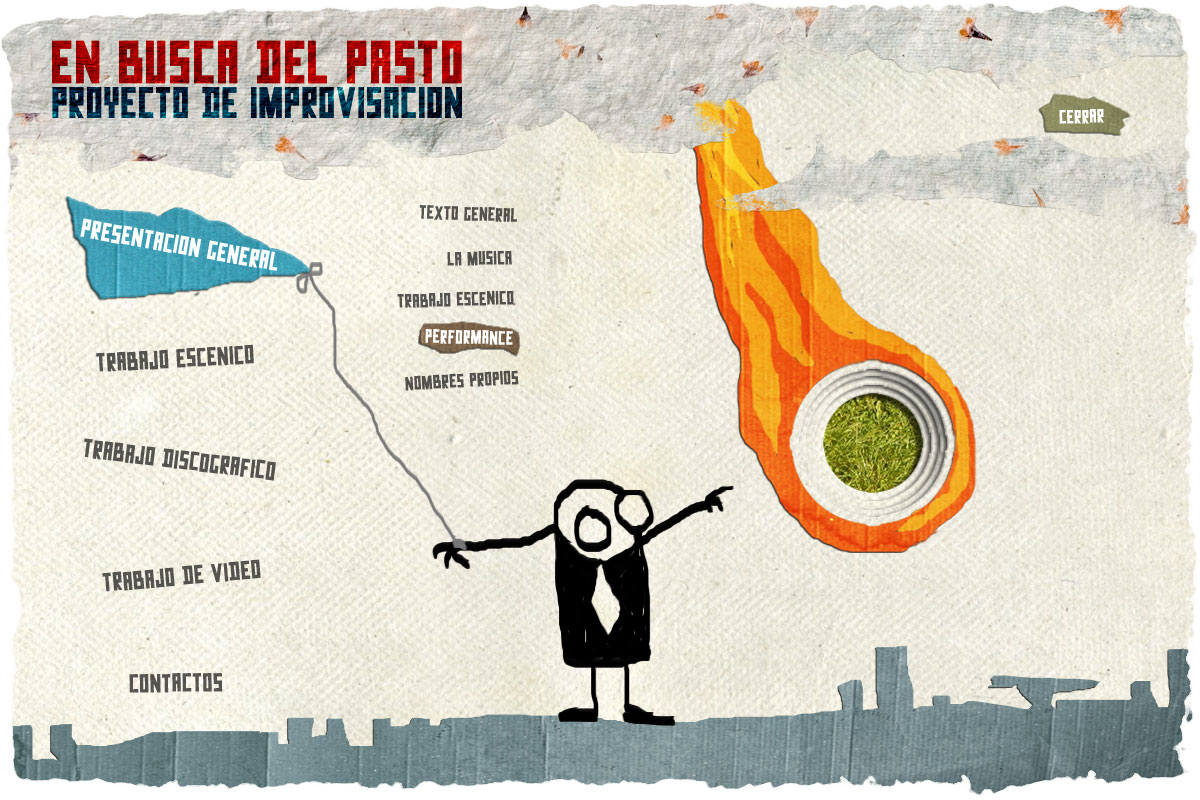 EN BUSCA DEL PASTO
PROYECTO DE IMPROVISACION
CERRAR
PRESENTACION GENERAL
TRABAJO ESCENICO
TRABAJO DISCOGRAFICO
TRABAJO DE VIDEO
CONTACTOS
TEXTO GENERAL
LA MUSICA
TRABAJO ESCENICO
PERFORMANCE
NOMBRES PROPIOS